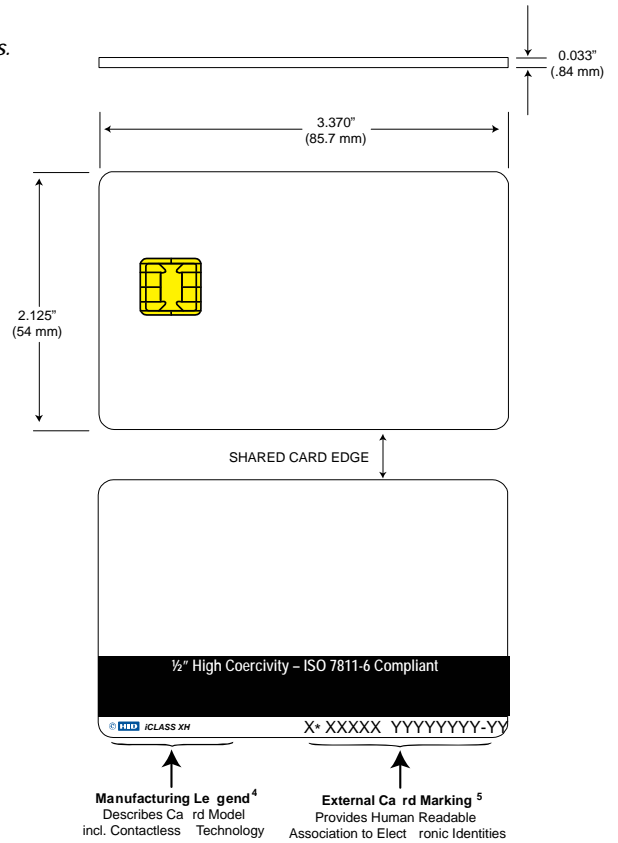 s.
0.033”
(.84 mm)
3.370”
(85.7 mm)
2.125”
(54 mm)
SHARED CARD EDGE
½” High Coercivity – ISO 7811-6 Compliant
© HID iCLASS XH X* XXXXX YYYYYYYY-YY
Manufacturing Le gend 4
Describes Ca rd Model
incl. Contactless Technology
External Ca rd Marking 5
Provides Human Readable
Association to Elect ronic Identities